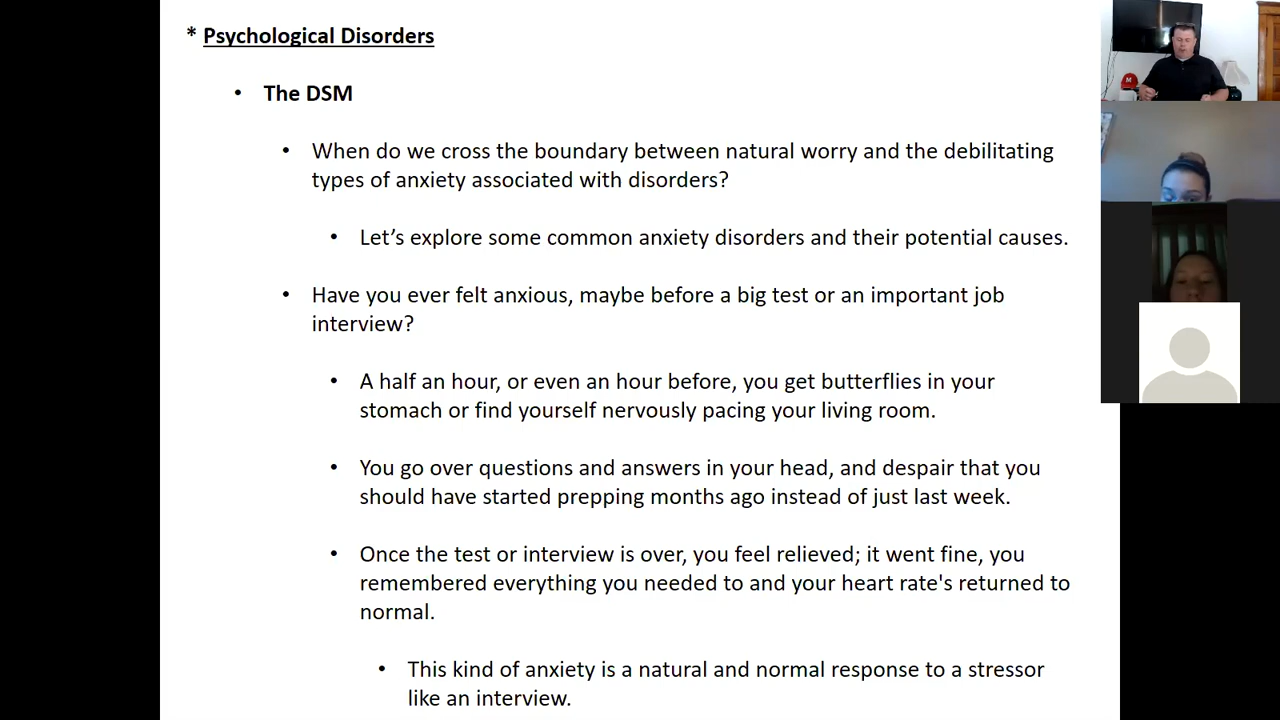 * Psychological Disorders
• The DSM
• When do we cross the boundary between natural worry and the debilitating
types of anxiety associated with disorders?
• Let’s explore some common anxiety disorders and their potential causes.
• Have you ever felt anxious, maybe before a big test or an important job
interview?
• A half an hour, or even an hour before, you get butterflies in your
stomach or find yourself nervously pacing your living room.
• You go over questions and answers in your head, and despair that you
should have started prepping months ago instead of just last week.
• Once the test or interview is over, you feel relieved; it went fine, you
remembered everything you needed to and your heart rate's returned to
normal.
• This kind of anxiety is a natural and normal response to a stressor
like an interview.
M